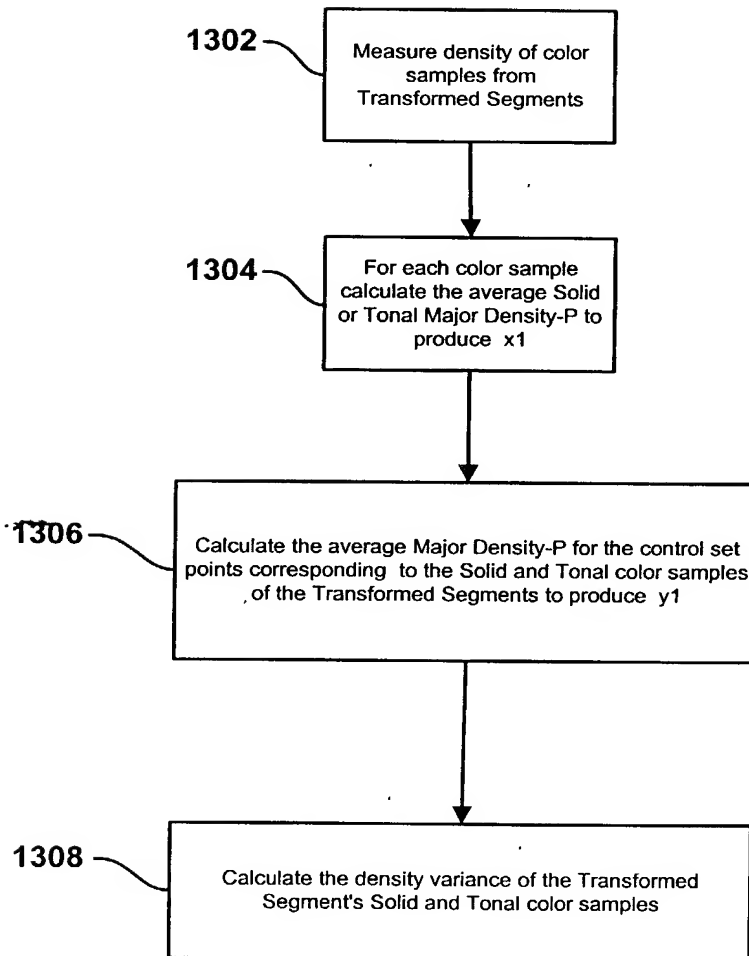 1302
Measure density of color
samples from
Transformed Segments
1304
For each color sample
calculate the average Solid
or Tonal Major Density-P to
produce x1
1306
Calculate the average Major Density-P for the control set
points corresponding to the Solid and Tonal color samples
of the Transformed Segments to produce y1
1308
Calculate the density variance of the Transformed
Segment's Solid and Tonal color samples